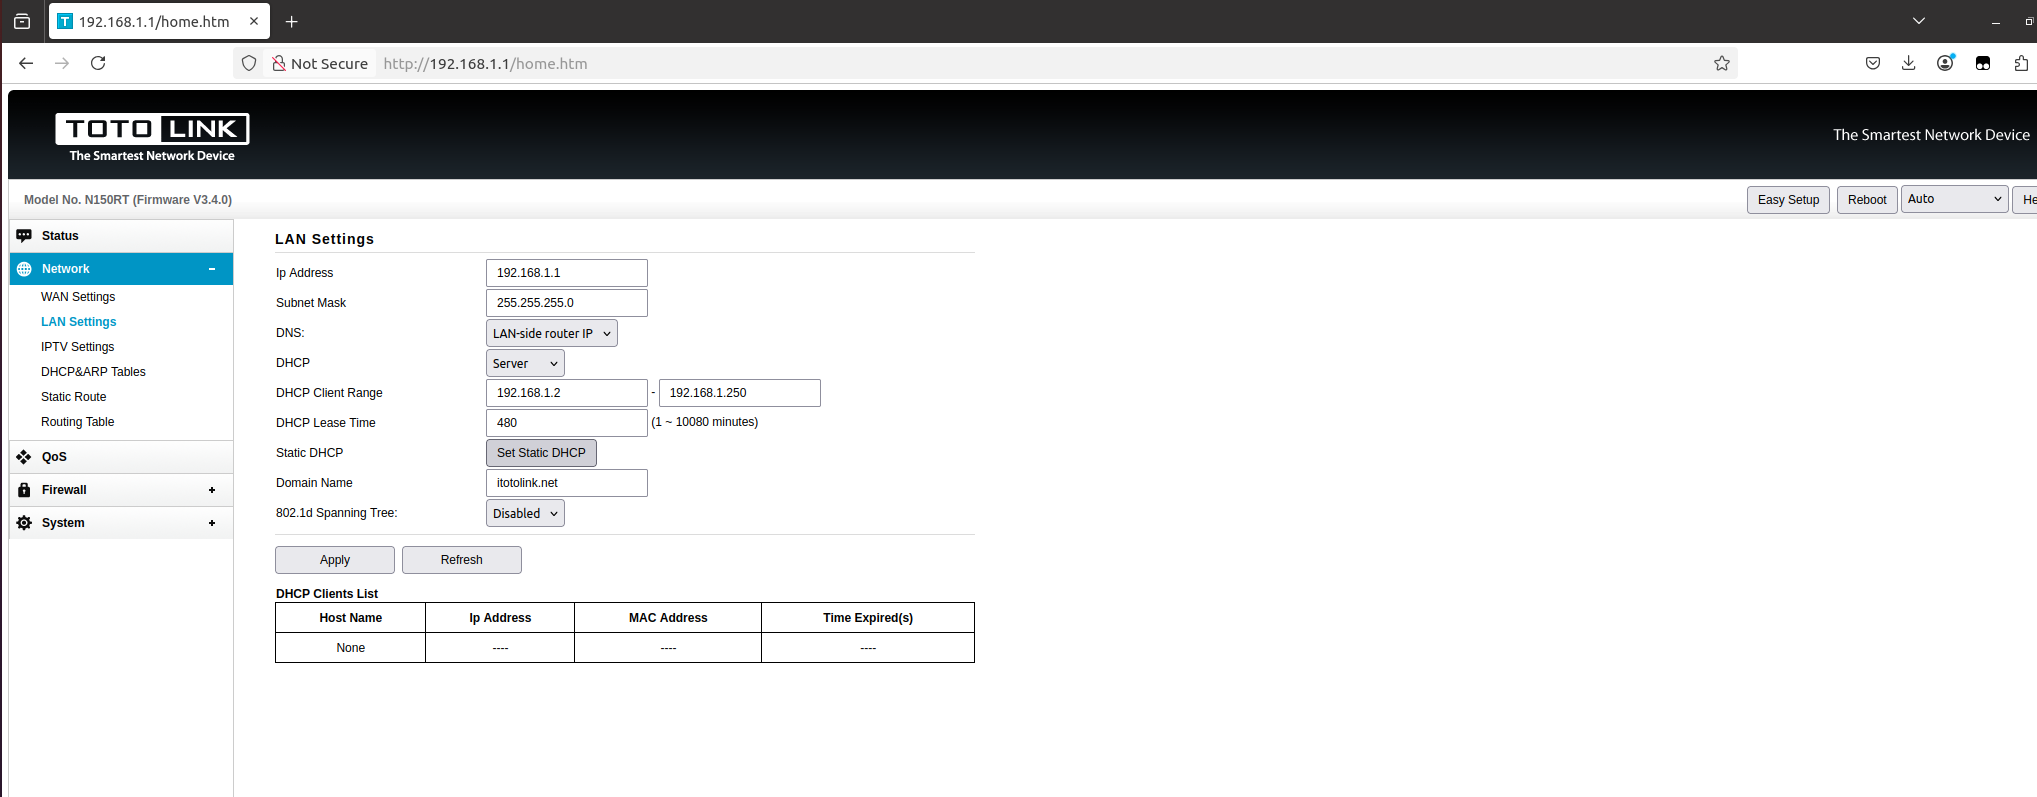 192.168.1.1/home.htm
Not Secure http://192.168.1.1/home.htm
TOTO LINK
The Smartest Network Device
The Smartest Network Device
Model No. N150RT (Firmware V3.4.0)
Easy Setup Reboot Auto He
Status
Network
WAN Settings
LAN Settings
IPTV Settings
DHCP&ARP Tables
Static Route
Routing Table
QoS
Firewall
System
LAN Settings
Ip Address 192.168.1.1
Subnet Mask 255.255.255.0
DNS: LAN-side router IP
DHCP Server
DHCP Client Range 192.168.1.2 - 192.168.1.250
DHCP Lease Time 480 (1 ~ 10080 minutes)
Static DHCP Set Static DHCP
Domain Name itotolink.net
802.1d Spanning Tree: Disabled
Apply Refresh
DHCP Clients List
Host Name Ip Address MAC Address Time Expired(s)
None ---- ---- ----